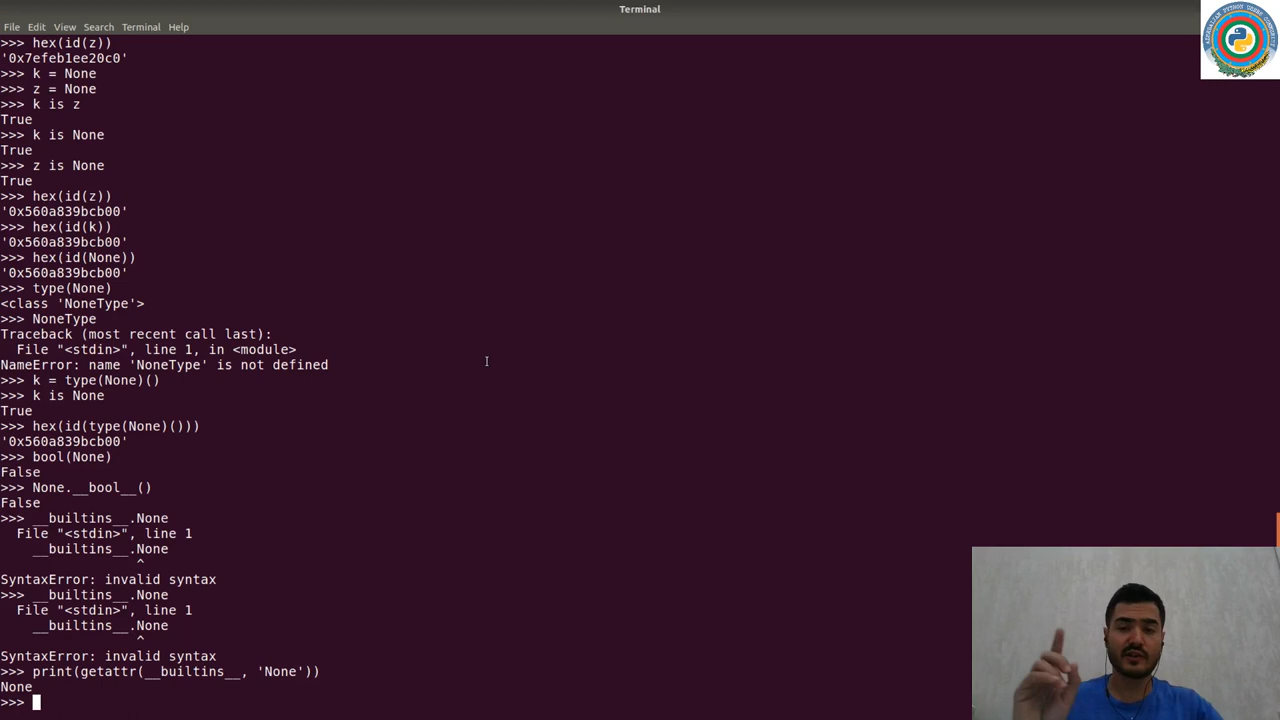 Terminal
File Edit View Search Terminal Help
>>> hex(id(z))
'0x7efeb1ee20c0'
>>> k = None
>>> z = None
>>> k is z
True
>>> k is None
True
>>> z is None
True
>>> hex(id(z))
'0x560a839bcb00'
>>> hex(id(k))
'0x560a839bcb00'
>>> hex(id(None))
'0x560a839bcb00'
>>> type(None)
<class 'NoneType'>
>>> NoneType
Traceback (most recent call last):
  File "<stdin>", line 1, in <module>
NameError: name 'NoneType' is not defined
>>> k = type(None)()
>>> k is None
True
>>> hex(id(type(None)()))
'0x560a839bcb00'
>>> bool(None)
False
>>> None.__bool__()
False
>>> __builtins__.None
  File "<stdin>", line 1
    __builtins__.None
                 ^
SyntaxError: invalid syntax
>>> __builtins__.None
  File "<stdin>", line 1
    __builtins__.None
                 ^
SyntaxError: invalid syntax
>>> print(getattr(__builtins__, 'None'))
None
>>>
AZERBAIJAN PYTHON USERS COMMUNITY